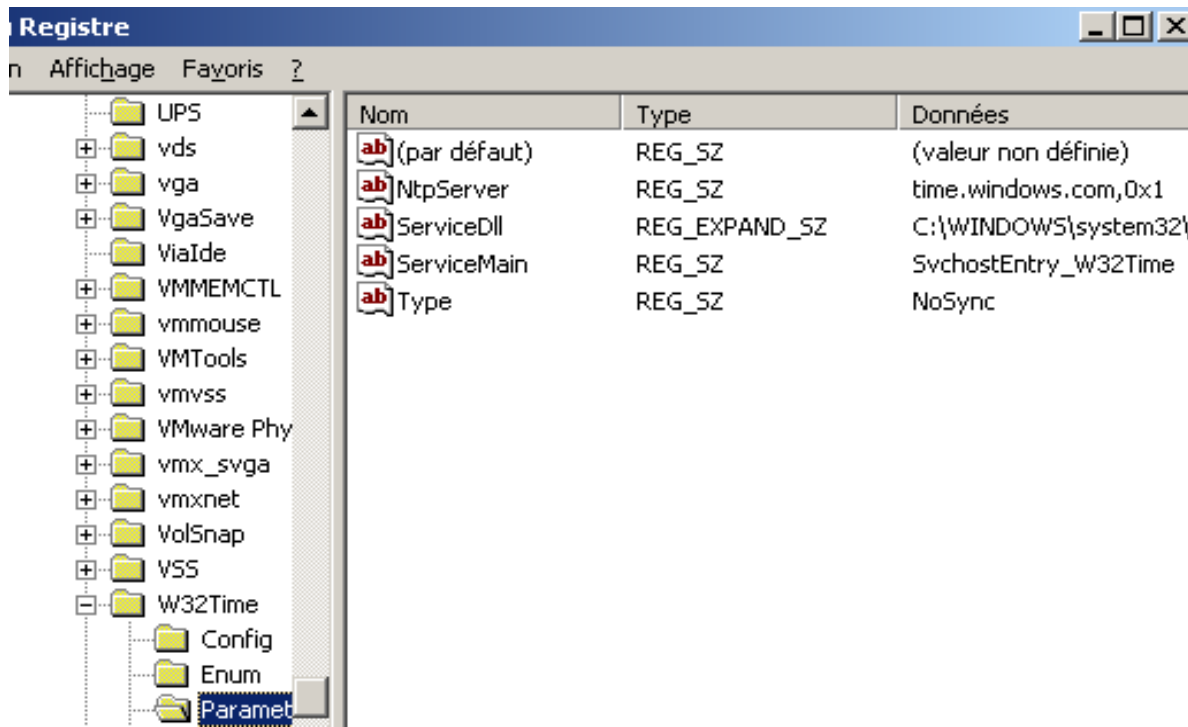 Registre
n Affichage Favoris ?
UPS
vds
vga
VgaSave
ViaIde
VMMEMCTL
vmmouse
VMTools
vmvss
VMware Phy
vmx_svga
vmxnet
VolSnap
VSS
W32Time
Config
Enum
Paramet
Nom Type Données
(par défaut) REG_SZ (valeur non définie)
NtpServer REG_SZ time.windows.com,0x1
ServiceDll REG_EXPAND_SZ C:\WINDOWS\system32\
ServiceMain REG_SZ SvchostEntry_W32Time
Type REG_SZ NoSync